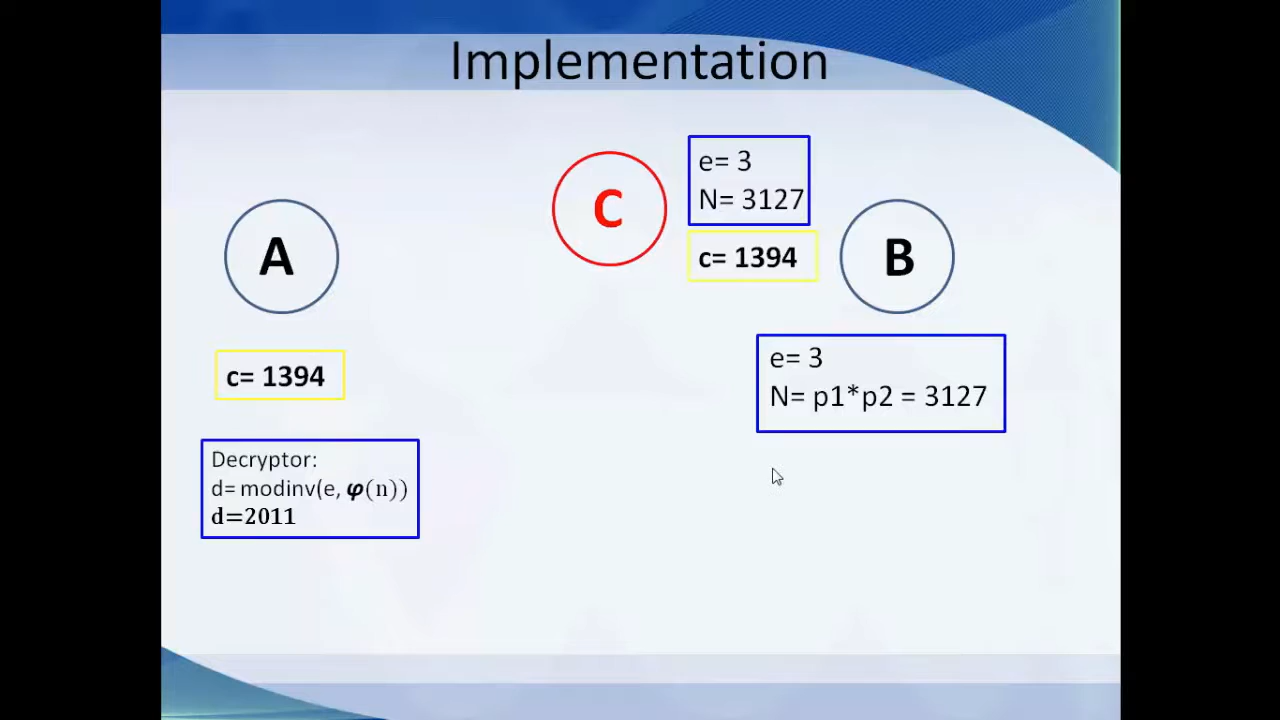 Implementation
A
C
e= 3
N= 3127
c= 1394
B
c= 1394
e= 3
N= p1*p2 = 3127
Decryptor:
d= modinv(e, φ(n))
d=2011